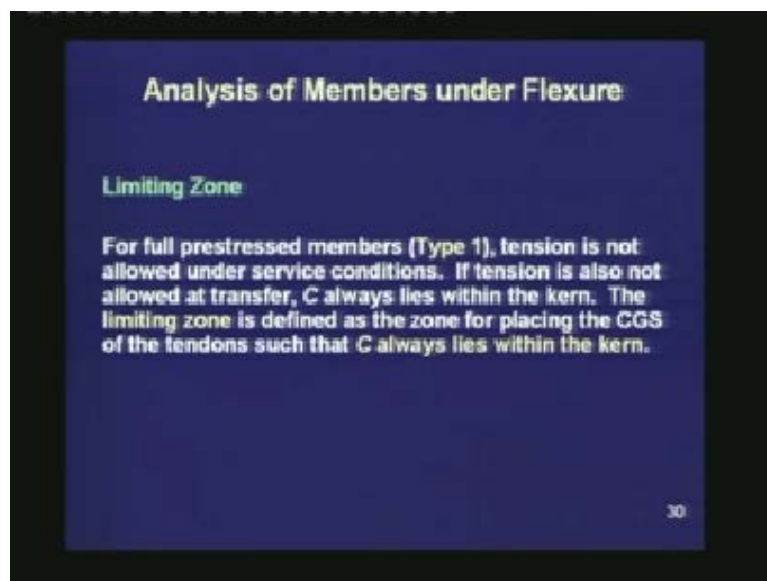 Analysis of Members under Flexure
Limiting Zone
For full prestressed members (Type 1), tension is not
allowed under service conditions. If tension is also not
allowed at transfer, C always lies within the kern. The
limiting zone is defined as the zone for placing the CGS
of the tendons such that C always lies within the kern.
30